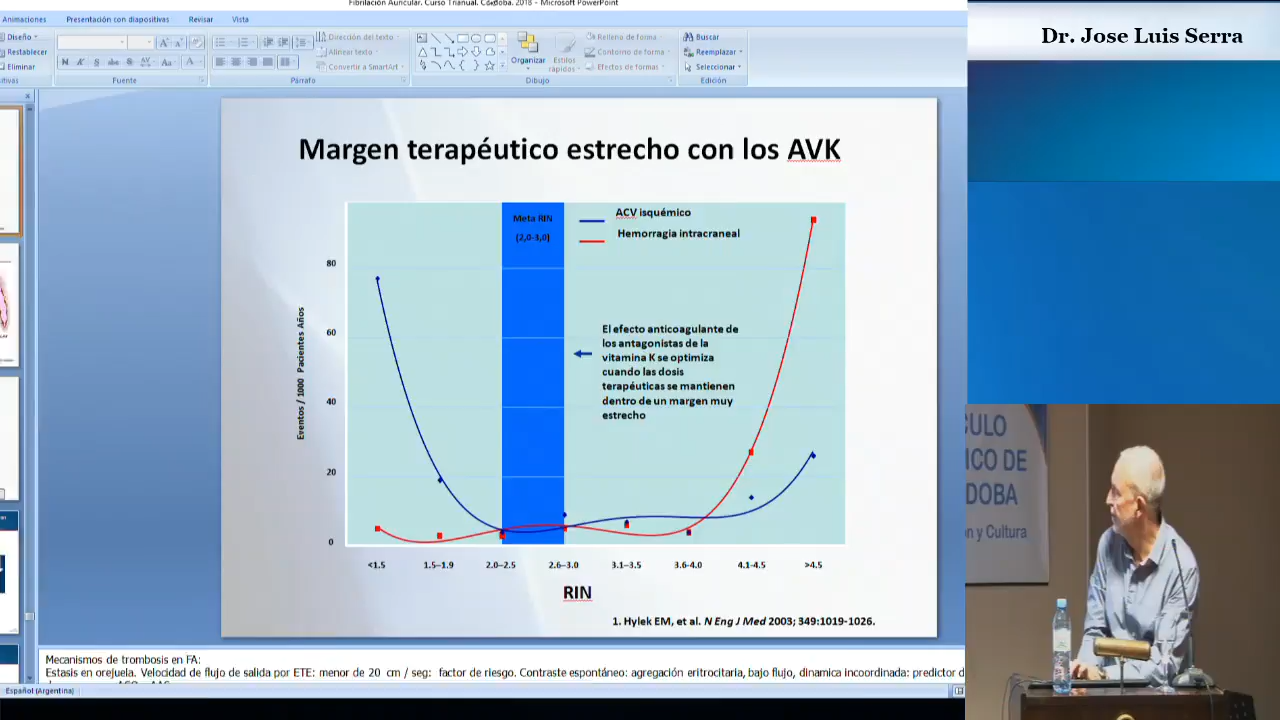 Fibrilación Auricular. Curso Trianual. Córdoba. 2018 - Microsoft PowerPoint
Animaciones
Presentación con diapositivas
Revisar
Vista
Dr. Jose Luis Serra
Diseño
Restablecer
Eliminar
Dirección del texto
Alinear texto
Convertir a SmartArt
Organizar
Estilos
rápidos
Relleno de forma
Contorno de forma
Efectos de formas
Buscar
Reemplazar
Seleccionar
Fuente
Párrafo
Dibujo
Edición
Margen terapéutico estrecho con los AVK
Meta RIN
(2,0-3,0)
ACV isquémico
Hemorragia intracraneal
80
60
40
20
0
Eventos / 1000 Pacientes Años
El efecto anticoagulante de
los antagonistas de la
vitamina K se optimiza
cuando las dosis
terapéuticas se mantienen
dentro de un margen muy
estrecho
<1.5
1.5–1.9
2.0–2.5
2.6–3.0
3.1–3.5
3.6-4.0
4.1-4.5
>4.5
RIN
1. Hylek EM, et al. N Eng J Med 2003; 349:1019-1026.
Mecanismos de trombosis en FA:
Estasis en orejuela. Velocidad de flujo de salida por ETE: menor de 20 cm / seg: factor de riesgo. Contraste espontáneo: agregación eritrocitaria, bajo flujo, dinamica incoordinada: predictor d
Español (Argentina)
CULO
ICO DE
DOBA
n y Cultura